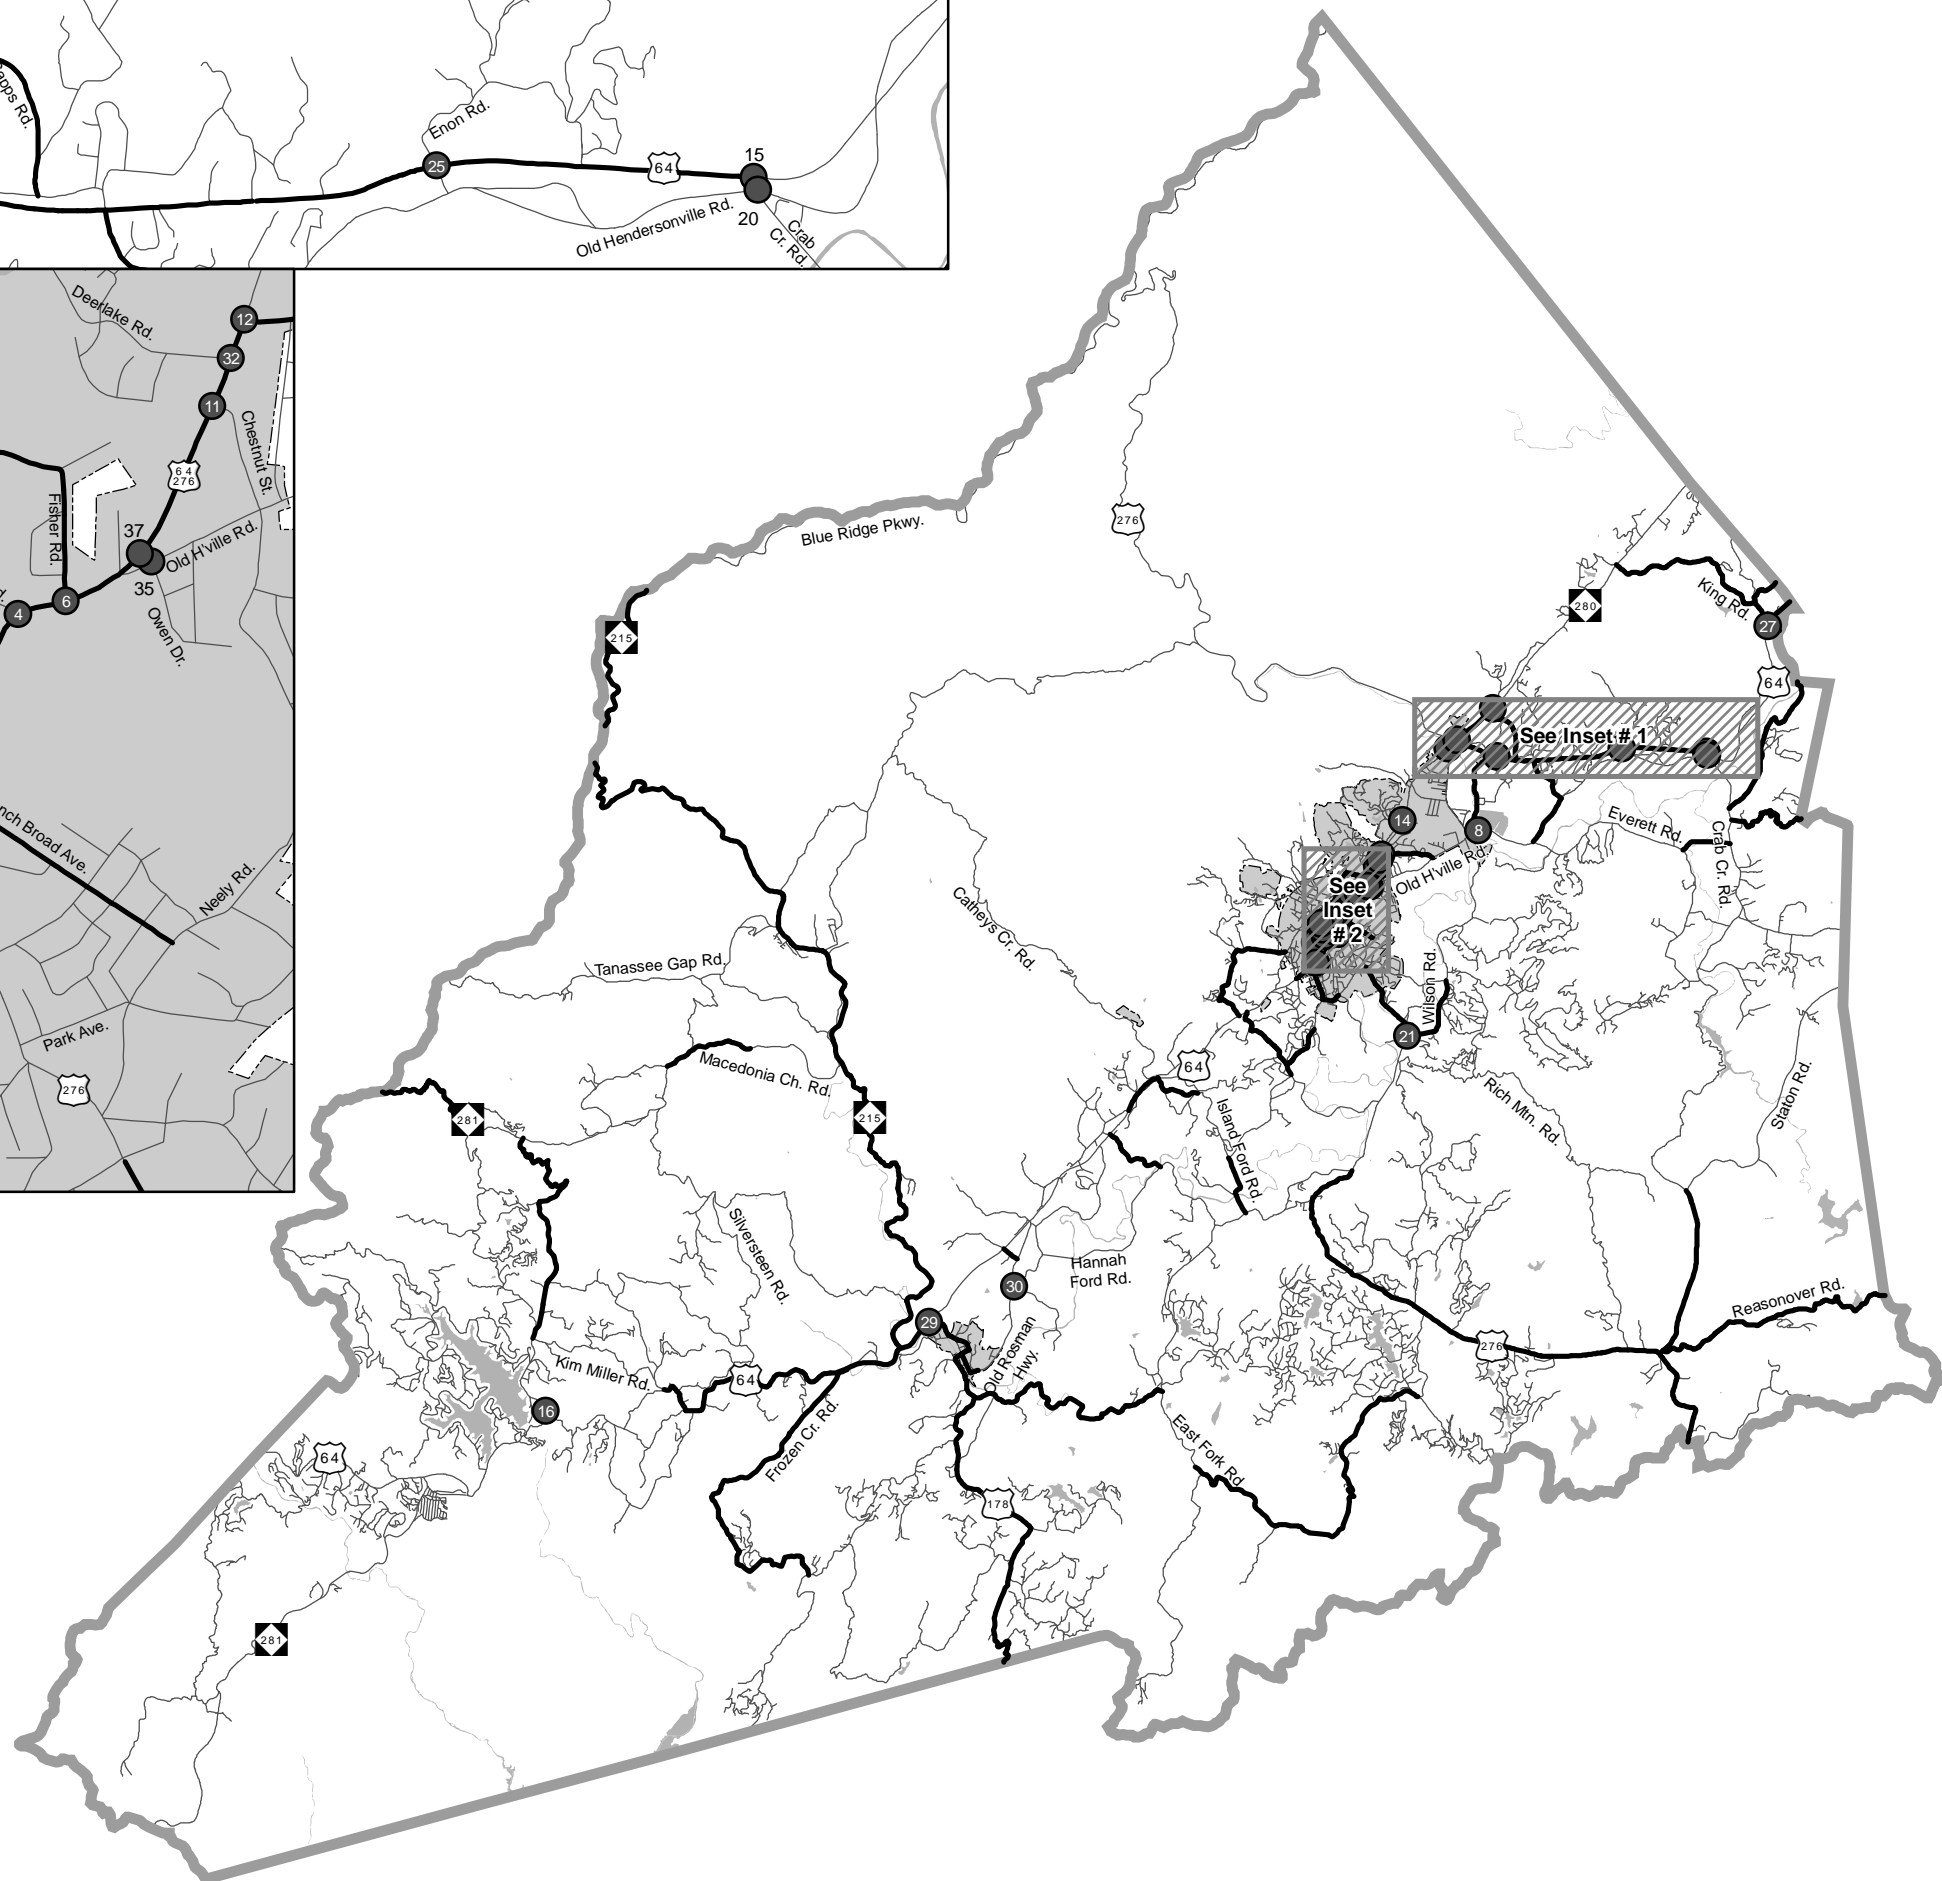 apps Rd.
Enon Rd.
25
64
15
20
Old Hendersonville Rd.
Crab
Cr. Rd.
Deerlake Rd.
12
32
11
Chestnut St.
64
276
Fisher Rd.
37
Old H'ville Rd.
35
6
4
d.
Owen Dr.
nch Broad Ave.
Neely Rd.
Park Ave.
276
Blue Ridge Pkwy.
276
215
280
King Rd.
27
64
See Inset # 1
14
8
Everett Rd.
Crab Cr. Rd.
Old H'ville Rd.
See
Inset
# 2
Catheys Cr. Rd.
Tanassee Gap Rd.
Wilson Rd.
21
Macedonia Ch. Rd.
64
Island Ford Rd.
Rich Mtn. Rd.
Staton Rd.
281
215
Silversteen Rd.
Hannah
Ford Rd.
30
29
Old Rosman
Hwy.
Reasonover Rd.
276
Kim Miller Rd.
64
16
Frozen Cr. Rd.
East Fork Rd.
64
178
281